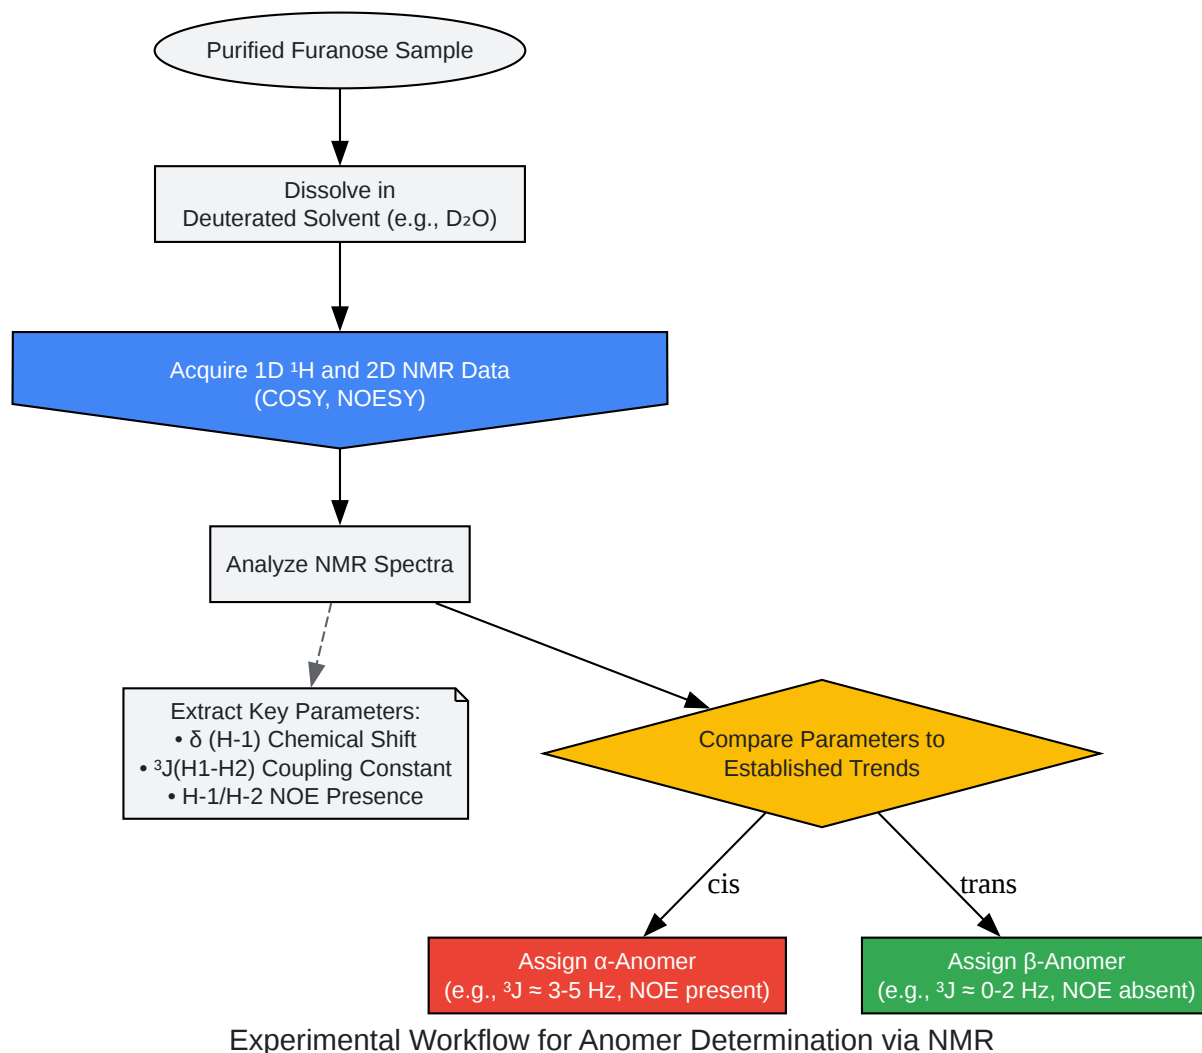 Purified Furanose Sample
Dissolve in
Deuterated Solvent (e.g., D₂O)
Acquire 1D ¹H and 2D NMR Data
(COSY, NOESY)
Analyze NMR Spectra
Extract Key Parameters:
• δ (H-1) Chemical Shift
• ³J(H1-H2) Coupling Constant
• H-1/H-2 NOE Presence
Compare Parameters to
Established Trends
cis
trans
Assign α-Anomer
(e.g., ³J ≈ 3-5 Hz, NOE present)
Assign β-Anomer
(e.g., ³J ≈ 0-2 Hz, NOE absent)
Experimental Workflow for Anomer Determination via NMR